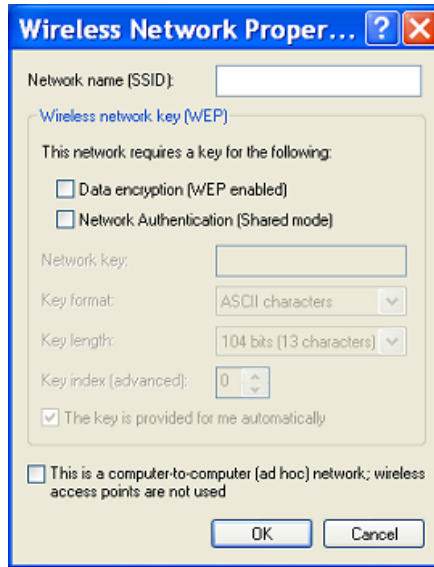 Wireless Network Proper...
Network name (SSID):
Wireless network key (WEP)
This network requires a key for the following:
Data encryption (WEP enabled)
Network Authentication (Shared mode)
Network key:
Key format: ASCII characters
Key length: 104 bits (13 characters)
Key index (advanced): 0
The key is provided for me automatically
This is a computer-to-computer (ad hoc) network; wireless
access points are not used
OK Cancel